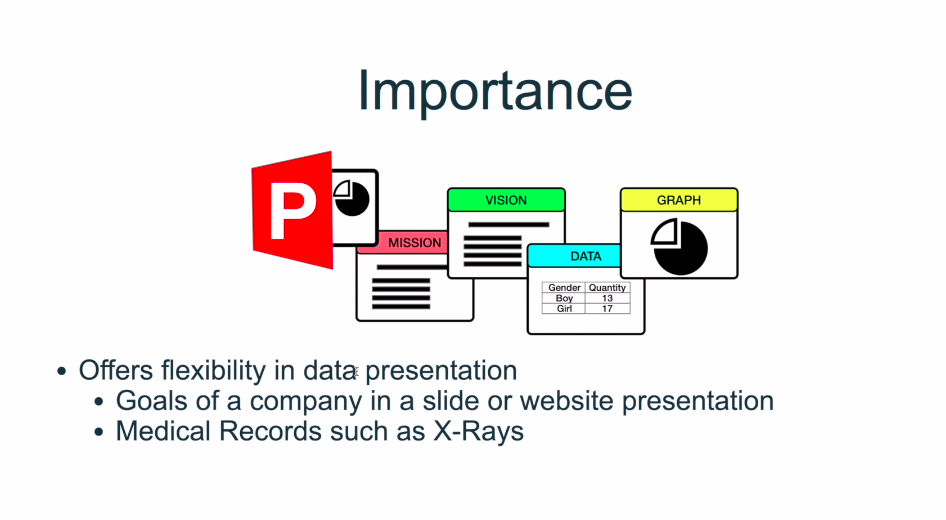 Importance
P
MISSION
VISION
DATA
Gender Quantity
Boy 13
Girl 17
GRAPH
• Offers flexibility in data presentation
• Goals of a company in a slide or website presentation
• Medical Records such as X-Rays